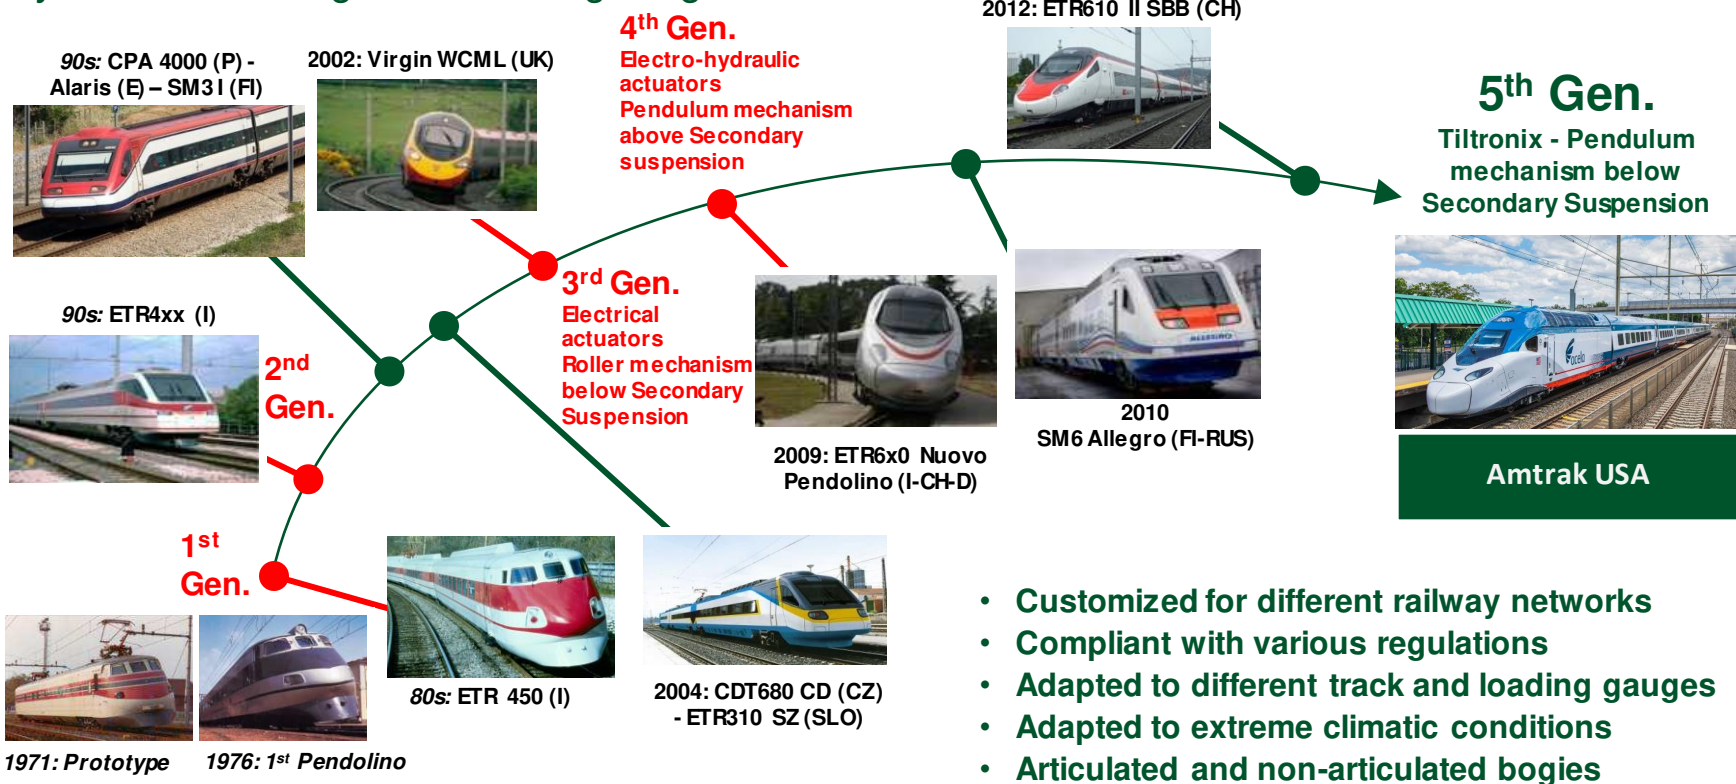 2012: ETR610 II SBB (CH)
4th Gen.
Electro-hydraulic
actuators
Pendulum mechanism
above Secondary
suspension
90s: CPA 4000 (P) -
Alaris (E) – SM3 I (FI)
2002: Virgin WCML (UK)
5th Gen.
Tiltronix - Pendulum
mechanism below
Secondary Suspension
90s: ETR4xx (I)
2nd
Gen.
3rd Gen.
Electrical
actuators
Roller mechanism
below Secondary
Suspension
2009: ETR6x0 Nuovo
Pendolino (I-CH-D)
2010
SM6 Allegro (FI-RUS)
acela
Amtrak USA
1st
Gen.
80s: ETR 450 (I)
2004: CDT680 CD (CZ)
- ETR310 SZ (SLO)
1971: Prototype
1976: 1st Pendolino
• Customized for different railway networks
• Compliant with various regulations
• Adapted to different track and loading gauges
• Adapted to extreme climatic conditions
• Articulated and non-articulated bogies